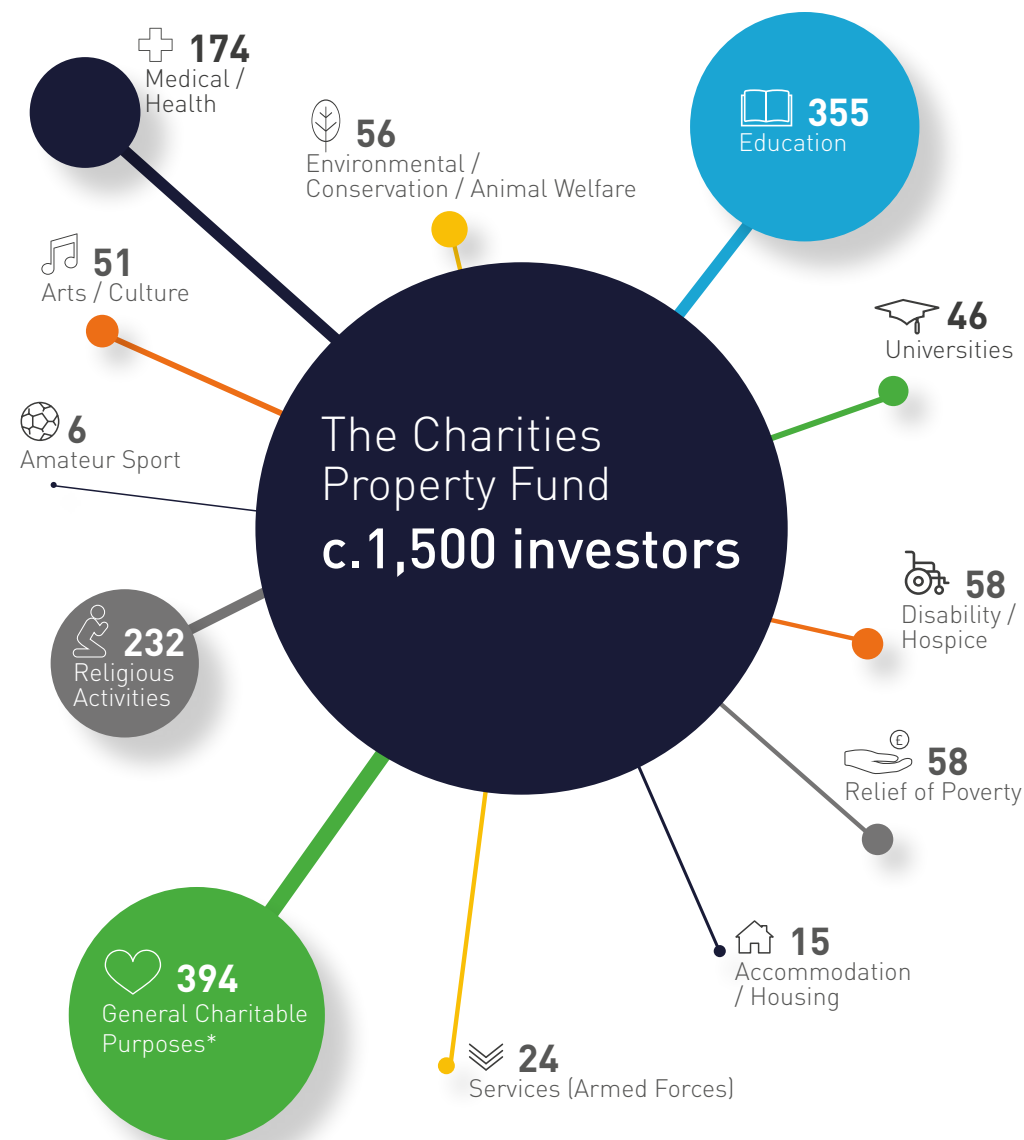 174
Medical /
Health
56
Environmental /
Conservation / Animal Welfare
355
Education
51
Arts / Culture
46
Universities
6
Amateur Sport
The Charities
Property Fund
c.1,500 investors
58
Disability /
Hospice
232
Religious
Activities
£
58
Relief of Poverty
15
Accommodation
/ Housing
394
General Charitable
Purposes*
24
Services (Armed Forces)